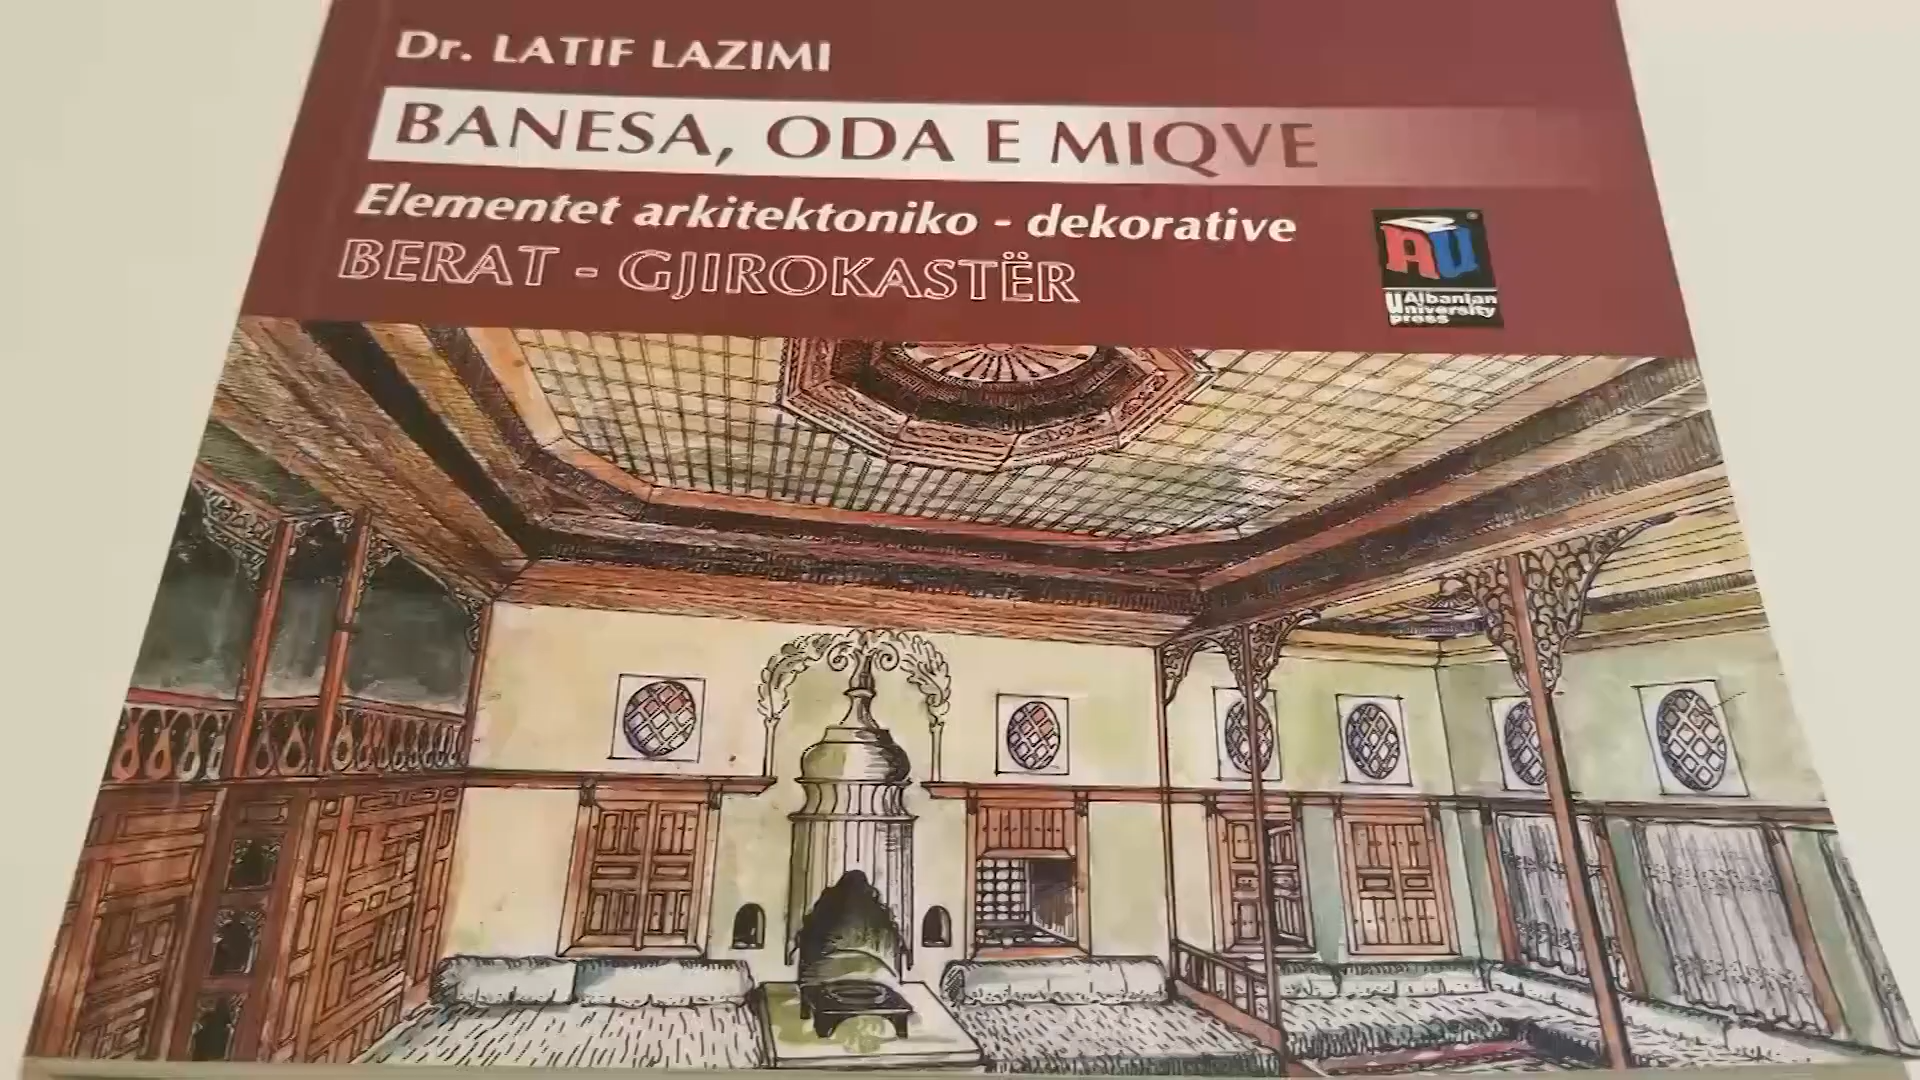 Dr. LATIF LAZIMI
BANESA, ODA E MIQVE
Elementet arkitektoniko - dekorative
BERAT - GJIROKASTËR
AU
Albanian
University
press